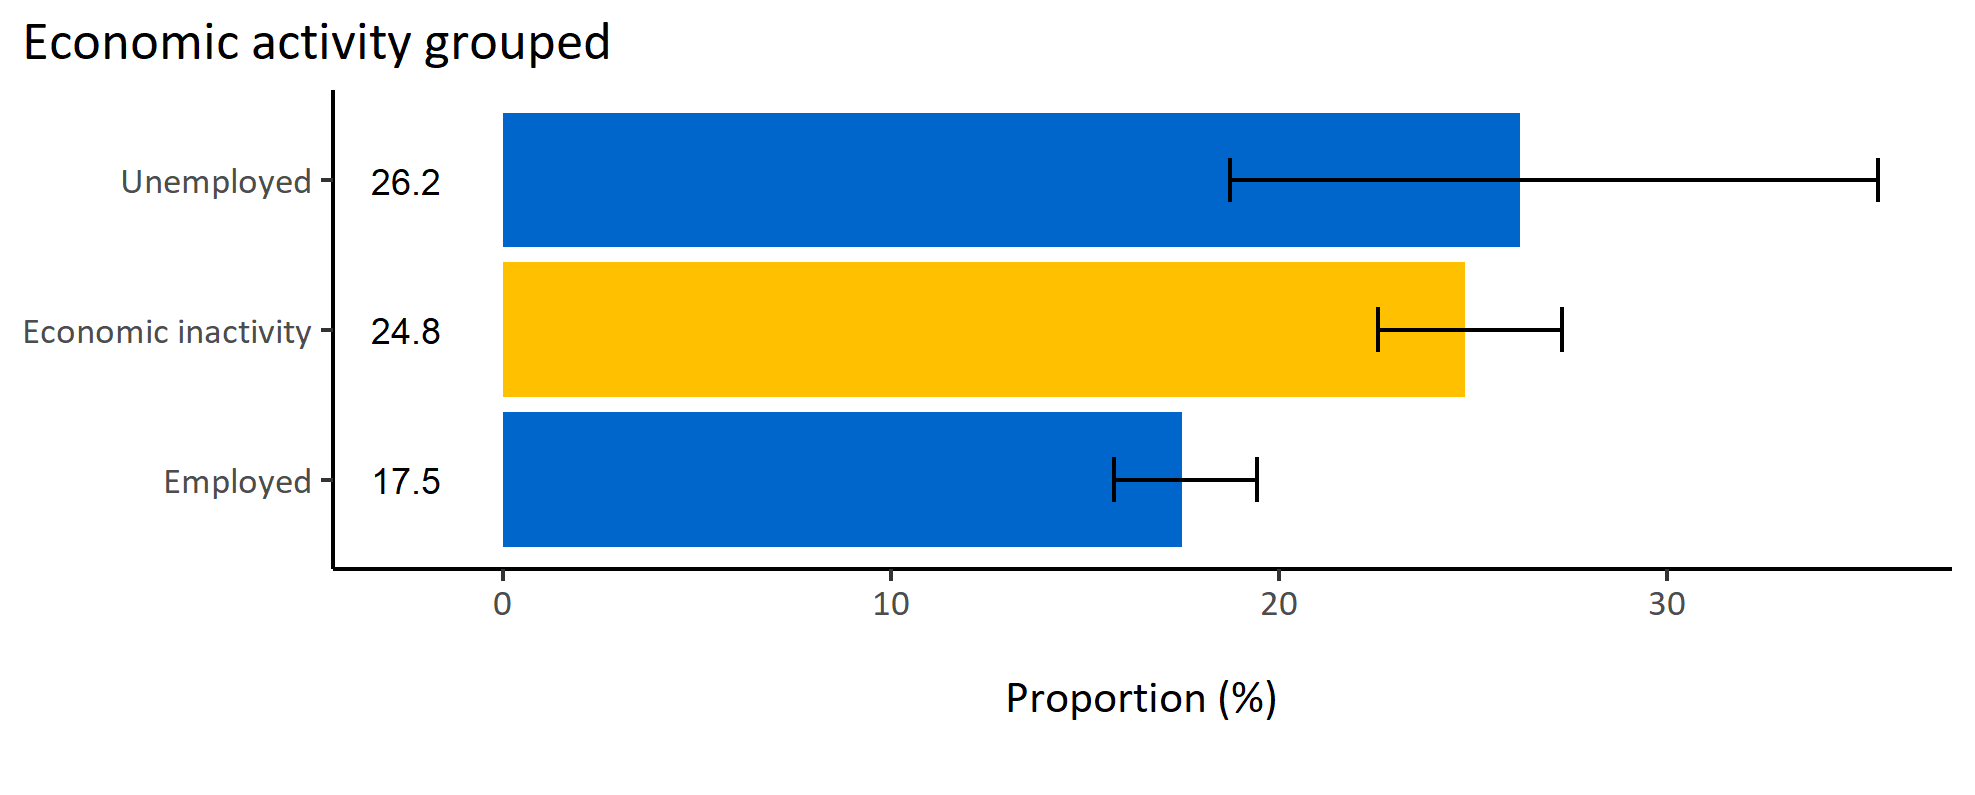 Economic activity grouped
Unemployed 26.2
Economic inactivity 24.8
Employed 17.5
0 10 20 30
Proportion (%)